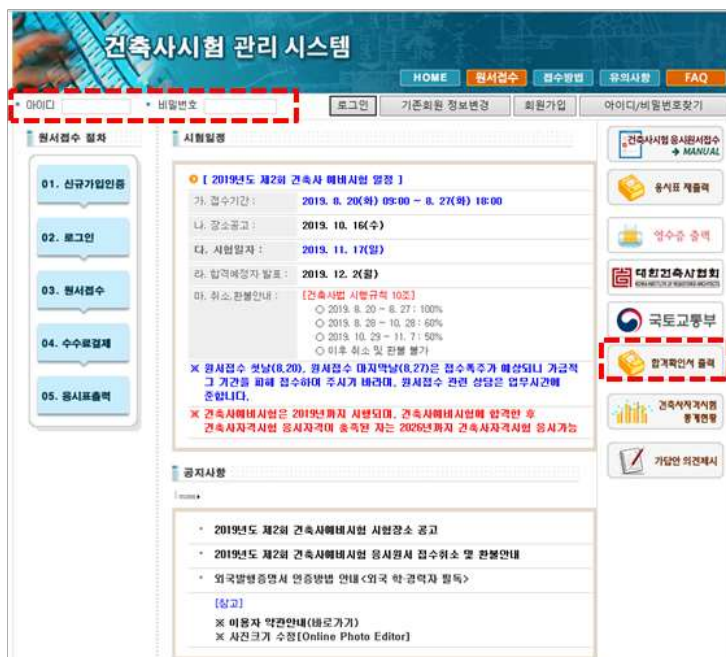 건축사시험 관리 시스템
HOME 원서접수 접수방법 유의사항 FAQ
• 아이디 • 비밀번호 로그인 기존회원 정보변경 회원가입 아이디/비밀번호찾기
원서접수 절차
01. 신규가입인증
02. 로그인
03. 원서접수
04. 수수료결제
05. 응시표출력
시험일정
[ 2019년도 제2회 건축사 예비시험 일정 ]
가. 접수기간 : 2019. 8. 20(화) 09:00 ~ 8. 27(화) 18:00
나. 장소공고 : 2019. 10. 16(수)
다. 시험일자 : 2019. 11. 17(일)
라. 합격예정자 발표 : 2019. 12. 2(월)
마. 취소,환불안내 : [건축사법 시행규칙 10조]
○ 2019. 8. 20 ~ 8. 27 : 100%
○ 2019. 8. 28 ~ 10. 28 : 60%
○ 2019. 10. 29 ~ 11. 7 : 50%
○ 이후 취소 및 환불 불가
※ 원서접수 첫날(8.20), 원서접수 마지막날(8.27)은 접수폭주가 예상되니 가급적
그 기간을 피해 접수하여 주시기 바라며, 원서접수 관련 상담은 업무시간에
준합니다.
※ 건축사예비시험은 2019년까지 시행되며, 건축사예비시험에 합격한 후
건축사자격시험 응시자격이 충족된 자는 2026년까지 건축사자격시험 응시가능
공지사항
• 2019년도 제2회 건축사예비시험 시험장소 공고
• 2019년도 제2회 건축사예비시험 응시원서 접수취소 및 환불안내
• 외국발행증명서 인증방법 안내<외국 학·경력자 필독>
[참고]
※ 이용자 약관안내(바로가기)
※ 사진크기 수정[Online Photo Editor]
건축사시험 응시원서접수
→ MANUAL
응시표 재출력
영수증 출력
대한건축사협회
국토교통부
합격확인서 출력
건축사자격시험
통계현황
가답안 의견제시